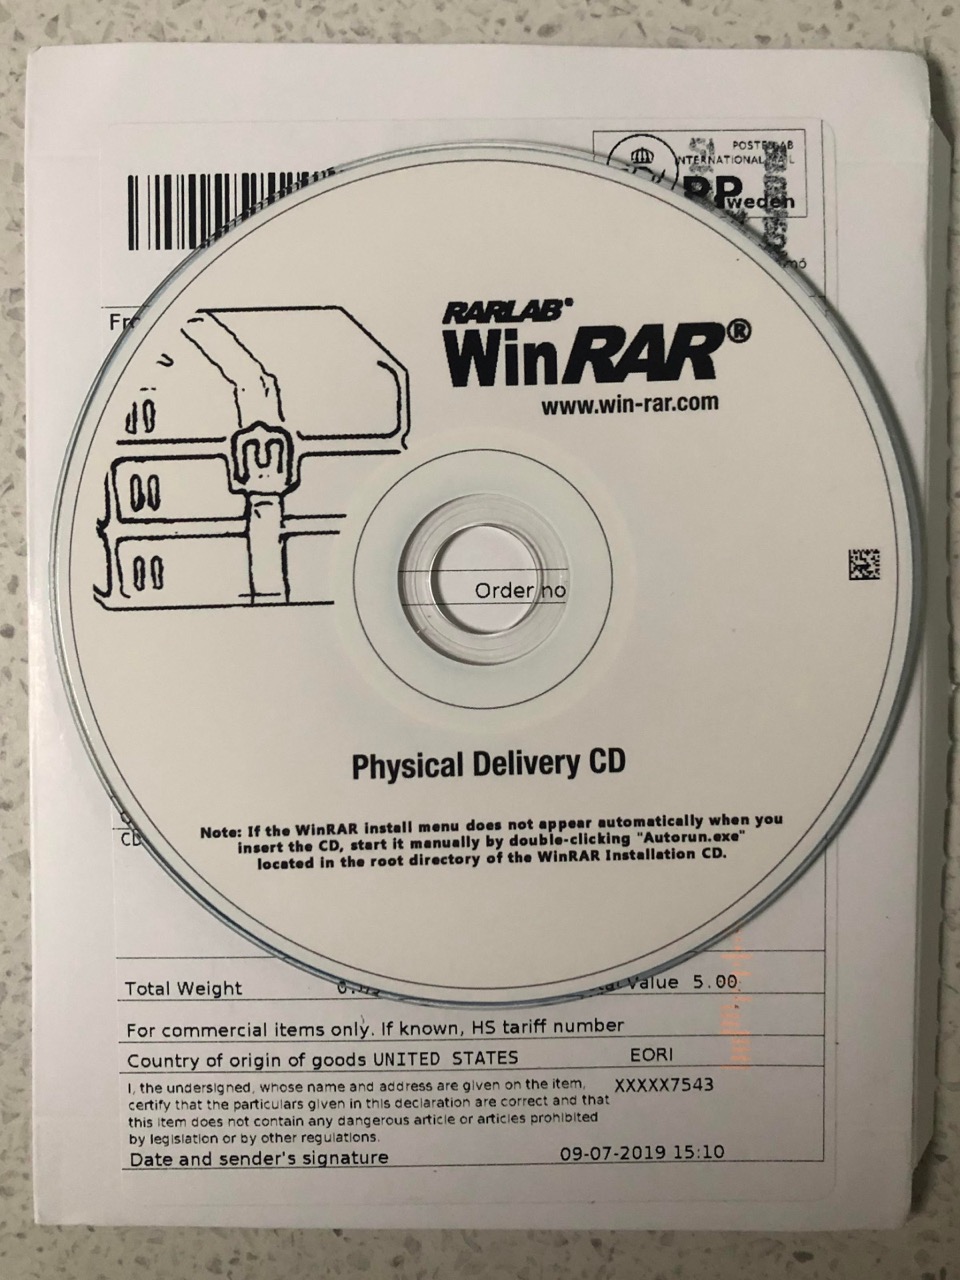 POSTEN AB
INTERNATIONAL MAIL
PP
Sweden
RARLAB®
WinRAR®
www.win-rar.com
Order no
Physical Delivery CD
Note: If the WinRAR install menu does not appear automatically when you
insert the CD, start it manually by double-clicking "Autorun.exe"
located in the root directory of the WinRAR Installation CD.
CD
Total Weight Value 5.00
For commercial items only. If known, HS tariff number
Country of origin of goods UNITED STATES EORI
I, the undersigned, whose name and address are given on the item, XXXXX7543
certify that the particulars given in this declaration are correct and that
this item does not contain any dangerous article or articles prohibited
by legislation or by other regulations.
Date and sender's signature 09-07-2019 15:10